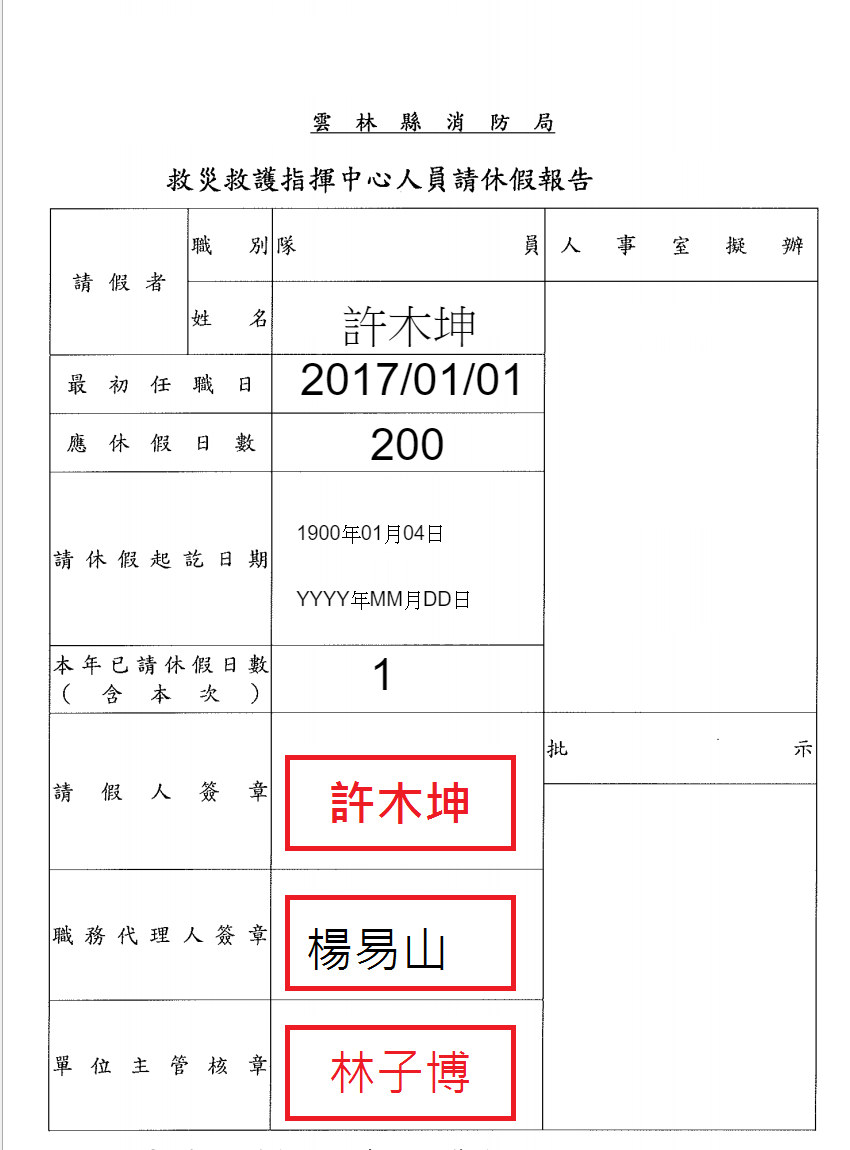 雲林縣消防局
救災救護指揮中心人員請休假報告
請假者
職別
隊員
人事室擬辦
姓名
許木坤
最初任職日
2017/01/01
應休假日數
200
請休假起訖日期
1900年01月04日
YYYY年MM月DD日
本年已請休假日數
(含本次)
1
批示
請假人簽章
許木坤
職務代理人簽章
楊易山
單位主管核章
林子博